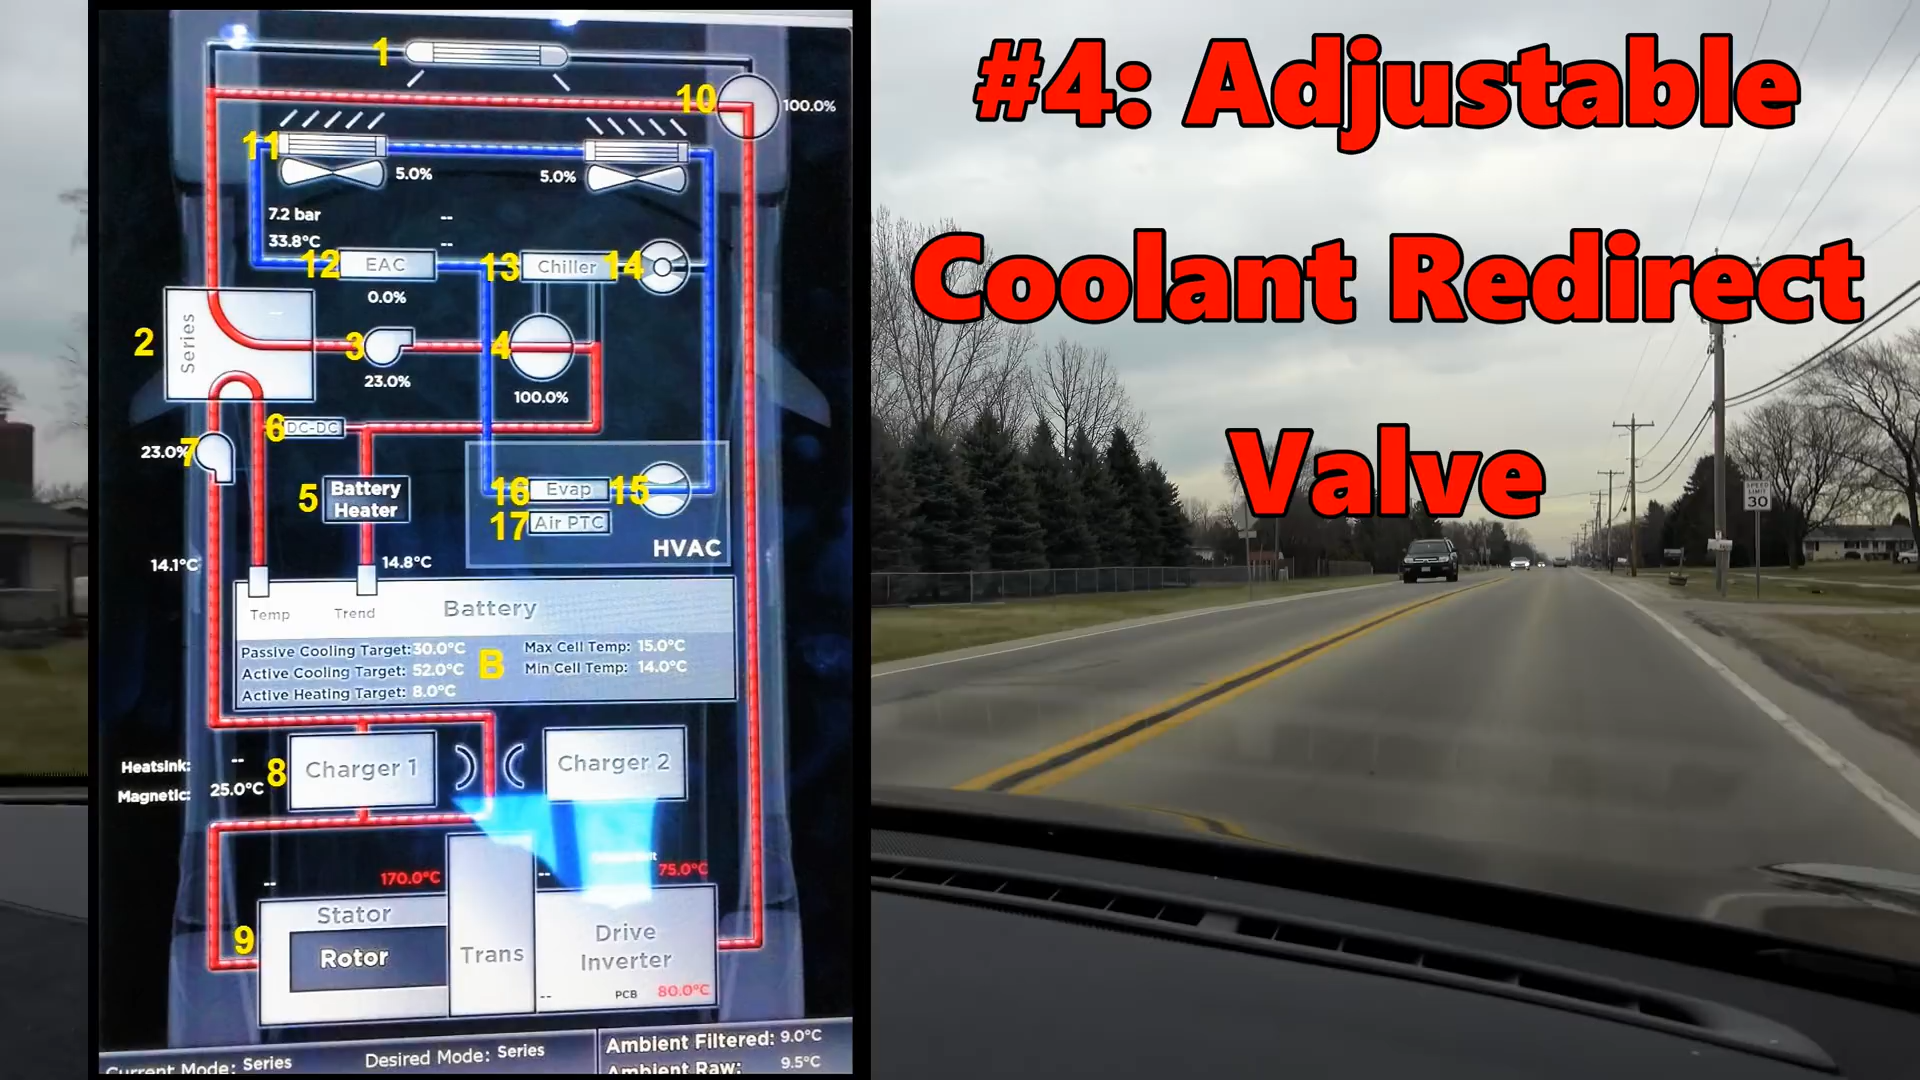 #4: Adjustable
Coolant Redirect
Valve
1
10
100.0%
11
5.0%
5.0%
7.2 bar
--
33.8°C
--
12
EAC
13
Chiller
14
0.0%
2
Series
--
3
4
23.0%
100.0%
6
DC-DC
23.0%
7
5
Battery
Heater
16
Evap
15
17
Air PTC
HVAC
14.1°C
14.8°C
Temp
Trend
Battery
Passive Cooling Target: 30.0°C
Active Cooling Target: 52.0°C
Active Heating Target: 8.0°C
B
Max Cell Temp: 15.0°C
Min Cell Temp: 14.0°C
Heatsink: --
Magnetic: 25.0°C
8
Charger 1
Charger 2
--
170.0°C
--
75.0°C
9
Stator
Rotor
Trans
Drive
Inverter
--
PCB 80.0°C
Current Mode: Series
Desired Mode: Series
Ambient Filtered: 9.0°C
Ambient Raw: 9.5°C
SPEED
LIMIT
30